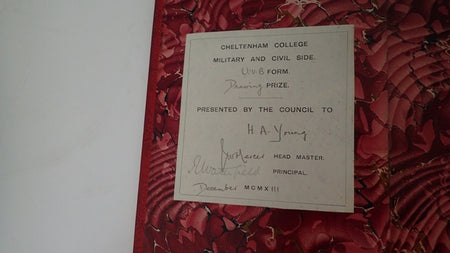 CHELTENHAM COLLEGE
MILITARY AND CIVIL SIDE.
FORM.
Drawing PRIZE.
PRESENTED BY THE COUNCIL TO
H. A. Young
HEAD MASTER.
PRINCIPAL.
December MCMXIII